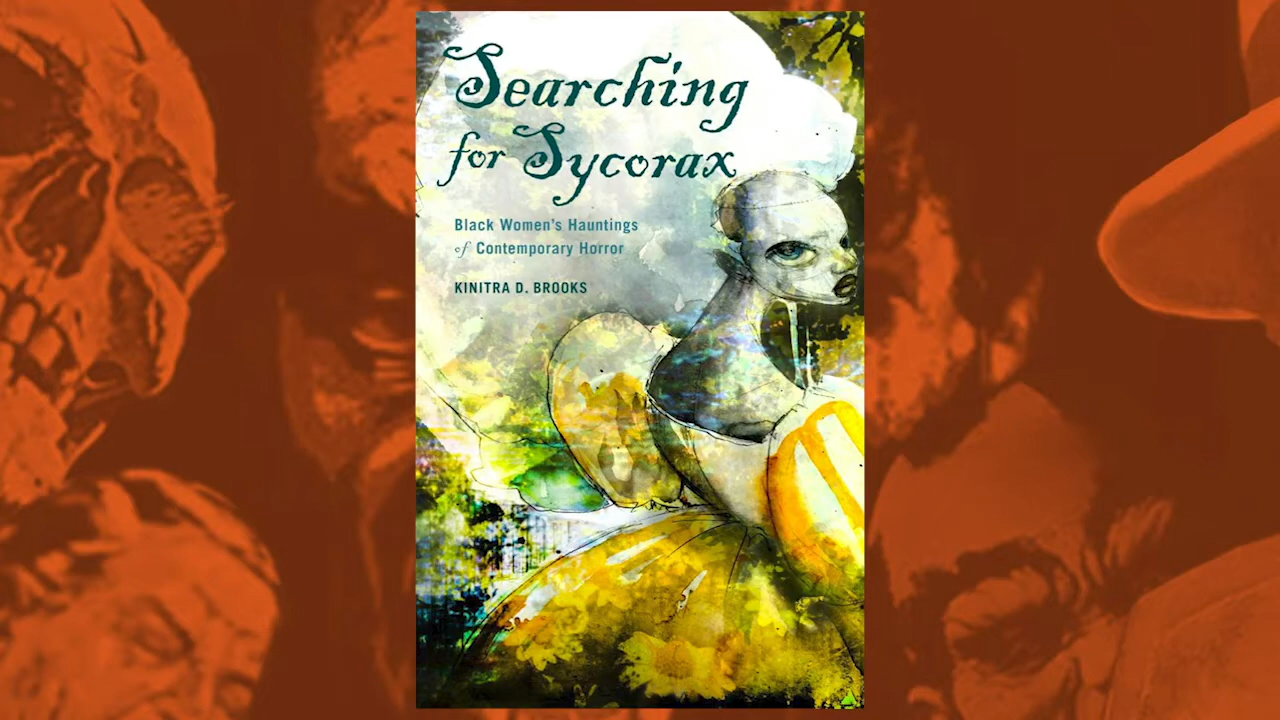 Searching
for Sycorax
Black Women's Hauntings
of Contemporary Horror
KINITRA D. BROOKS